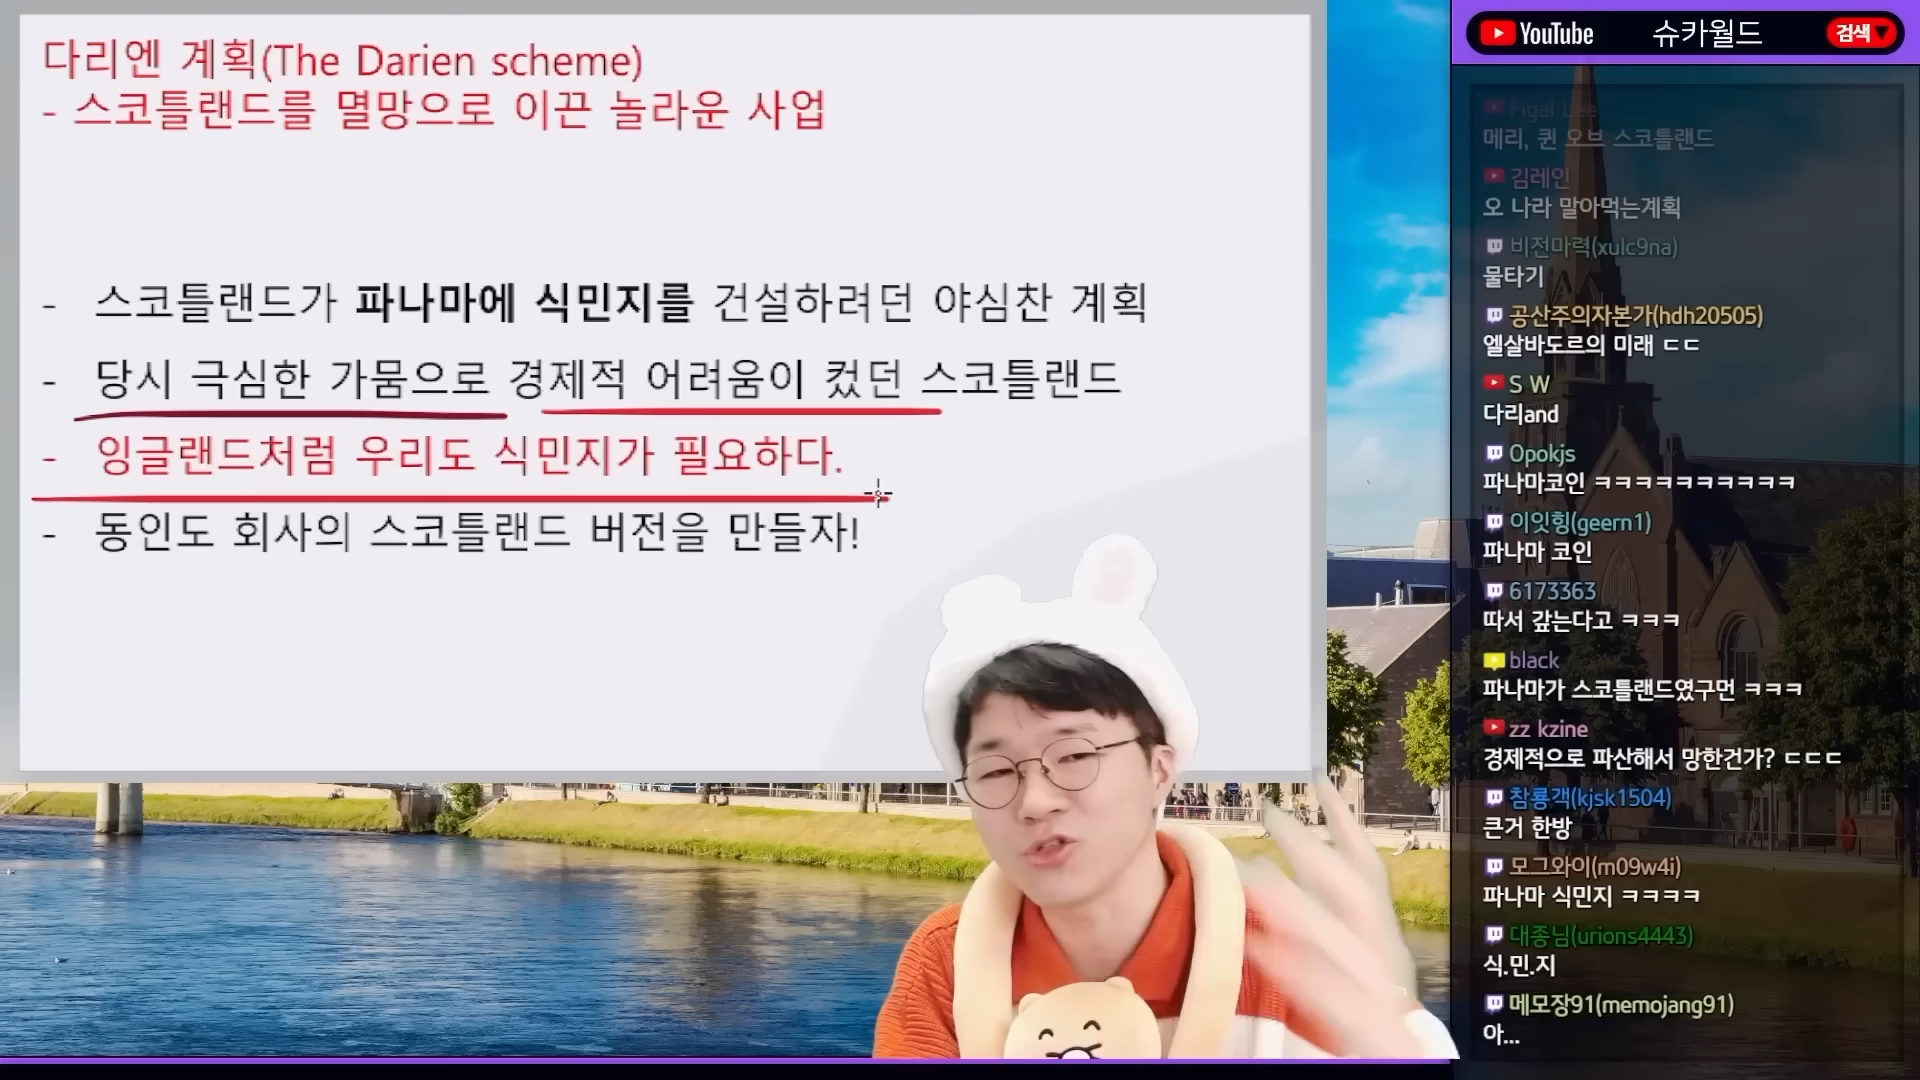 다리엔 계획(The Darien scheme)
- 스코틀랜드를 멸망으로 이끈 놀라운 사업
- 스코틀랜드가 파나마에 식민지를 건설하려던 야심찬 계획
- 당시 극심한 가뭄으로 경제적 어려움이 컸던 스코틀랜드
- 잉글랜드처럼 우리도 식민지가 필요하다.
- 동인도 회사의 스코틀랜드 버전을 만들자!
YouTube 슈카월드 검색
Figal Lee
메리, 퀸 오브 스코틀랜드
김레인
오 나라 말아먹는계획
비전마력(xulc9na)
물타기
공산주의자본가(hdh20505)
엘살바도르의 미래 ㄷㄷ
S W
다리and
Opokjs
파나마코인 ㅋㅋㅋㅋㅋㅋㅋㅋㅋㅋ
이잇힝(geern1)
파나마 코인
6173363
따서 갚는다고 ㅋㅋㅋ
black
파나마가 스코틀랜드였구먼 ㅋㅋㅋ
zz kzine
경제적으로 파산해서 망한건가? ㄷㄷㄷ
참룡객(kjsk1504)
큰거 한방
모그와이(m09w4i)
파나마 식민지 ㅋㅋㅋㅋ
대종님(urions4443)
식.민.지
메모장91(memojang91)
아...